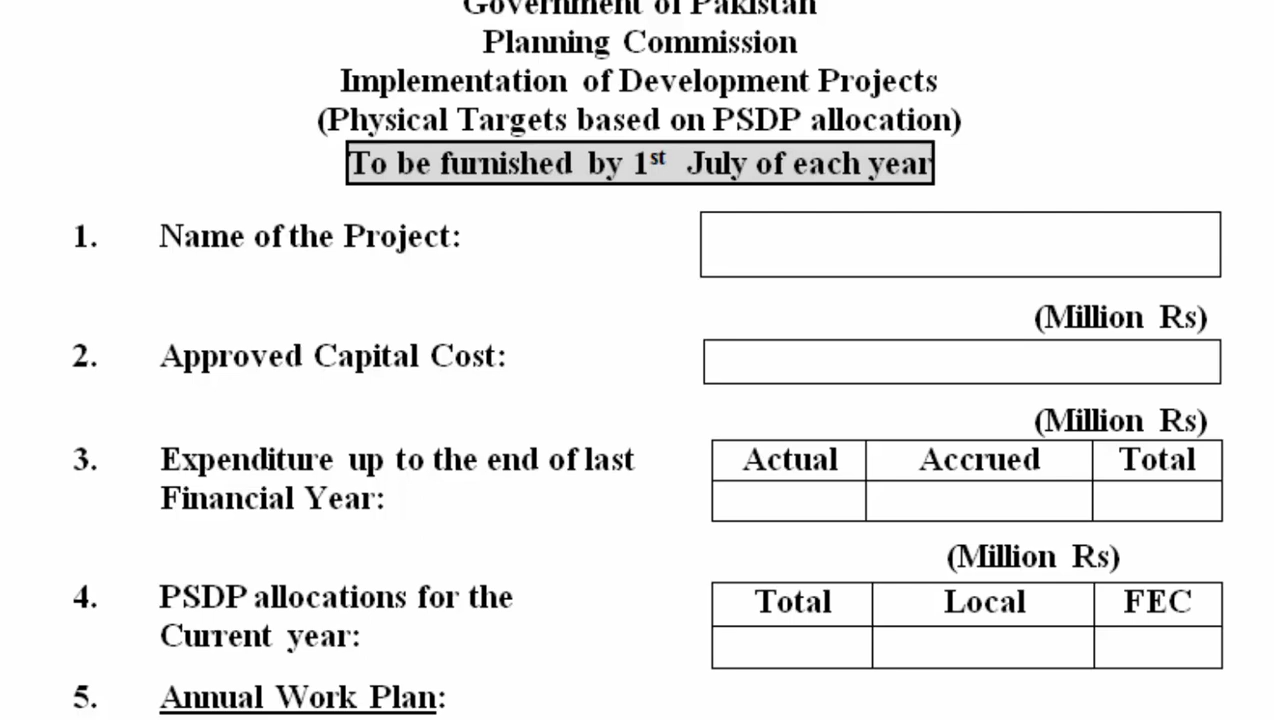 Government of Pakistan
Planning Commission
Implementation of Development Projects
(Physical Targets based on PSDP allocation)
To be furnished by 1st July of each year
1. Name of the Project:
(Million Rs)
2. Approved Capital Cost:
(Million Rs)
3. Expenditure up to the end of last Financial Year:
Actual Accrued Total
(Million Rs)
4. PSDP allocations for the Current year:
Total Local FEC
5. Annual Work Plan: